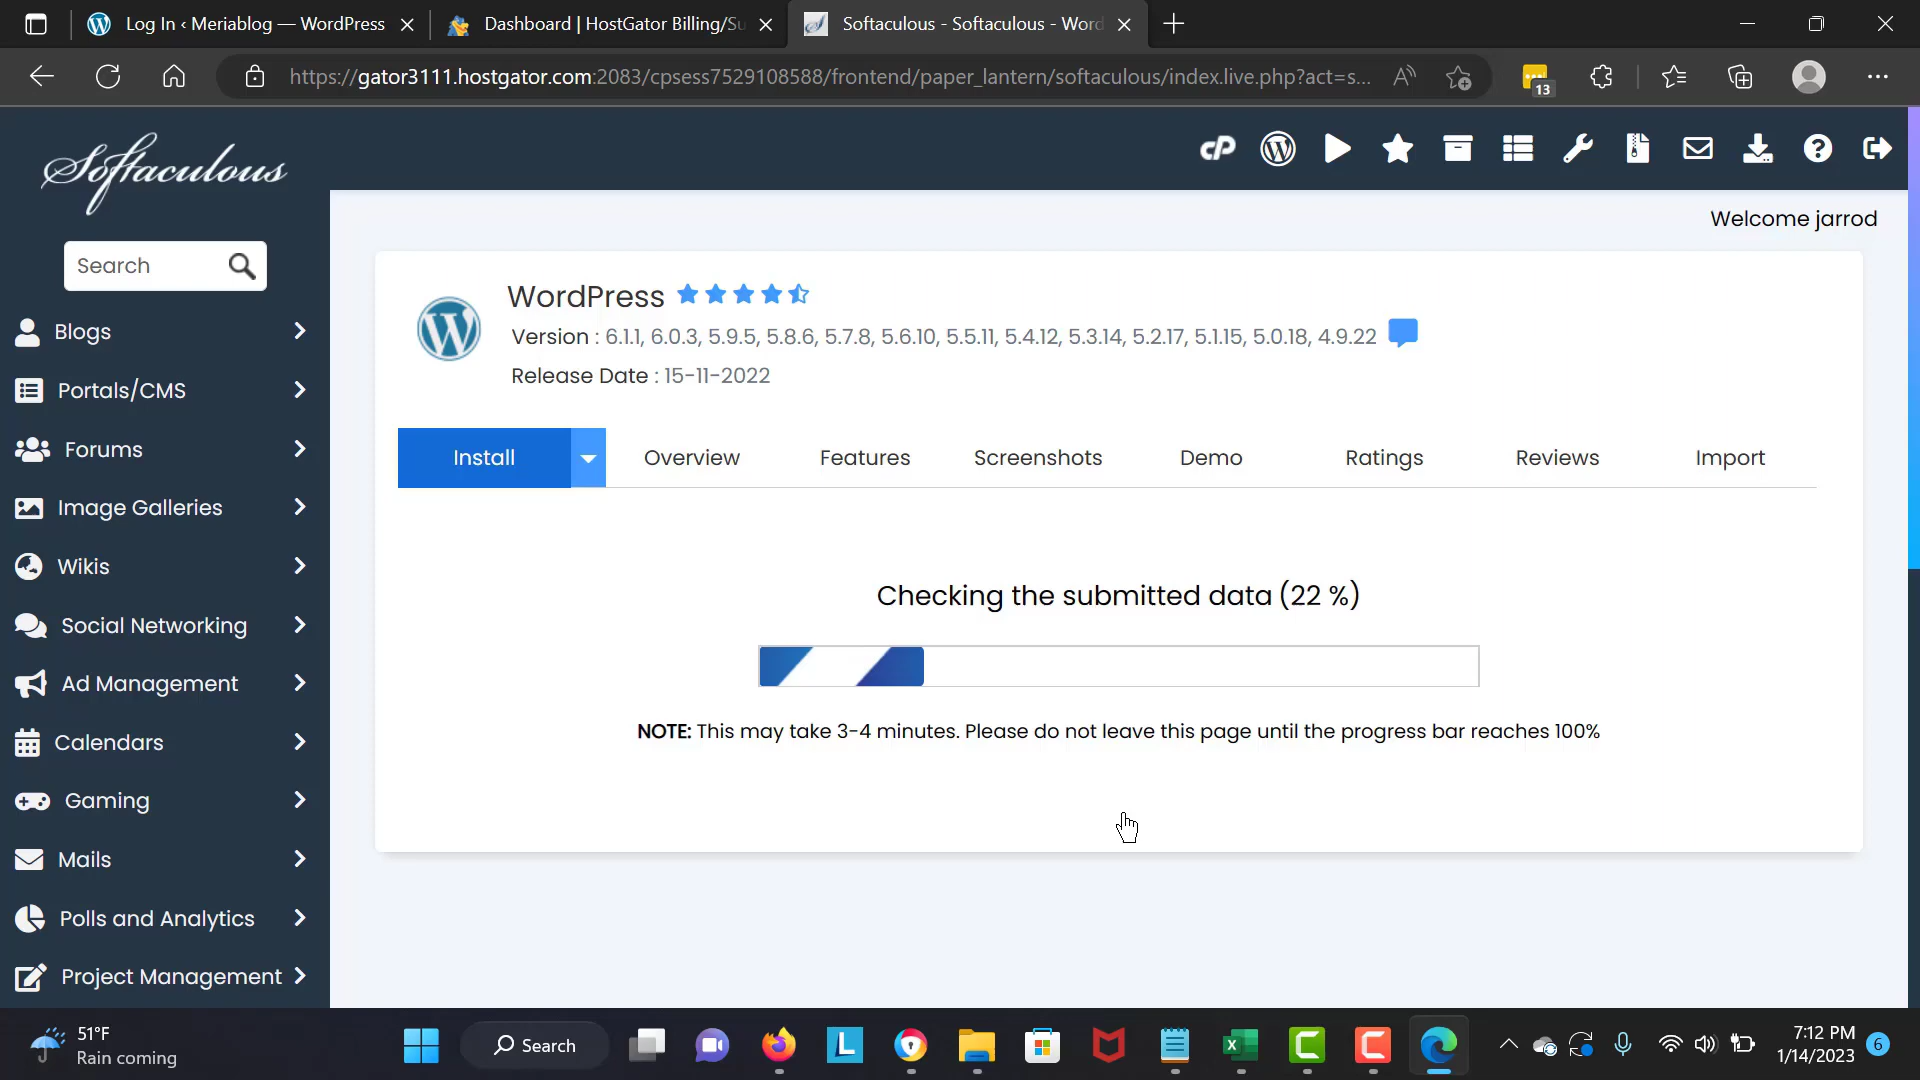 Log In ‹ Meriablog — WordPress
Dashboard | HostGator Billing/Su
Softaculous - Softaculous - Word
https://gator3111.hostgator.com:2083/cpsess7529108588/frontend/paper_lantern/softaculous/index.live.php?act=s...
13
Softaculous
cP
Welcome jarrod
Search
Blogs
Portals/CMS
Forums
Image Galleries
Wikis
Social Networking
Ad Management
Calendars
Gaming
Mails
Polls and Analytics
Project Management
WordPress
Version : 6.1.1, 6.0.3, 5.9.5, 5.8.6, 5.7.8, 5.6.10, 5.5.11, 5.4.12, 5.3.14, 5.2.17, 5.1.15, 5.0.18, 4.9.22
Release Date : 15-11-2022
Install
Overview
Features
Screenshots
Demo
Ratings
Reviews
Import
Checking the submitted data (22 %)
NOTE: This may take 3-4 minutes. Please do not leave this page until the progress bar reaches 100%
51°F
Rain coming
Search
7:12 PM
1/14/2023
6